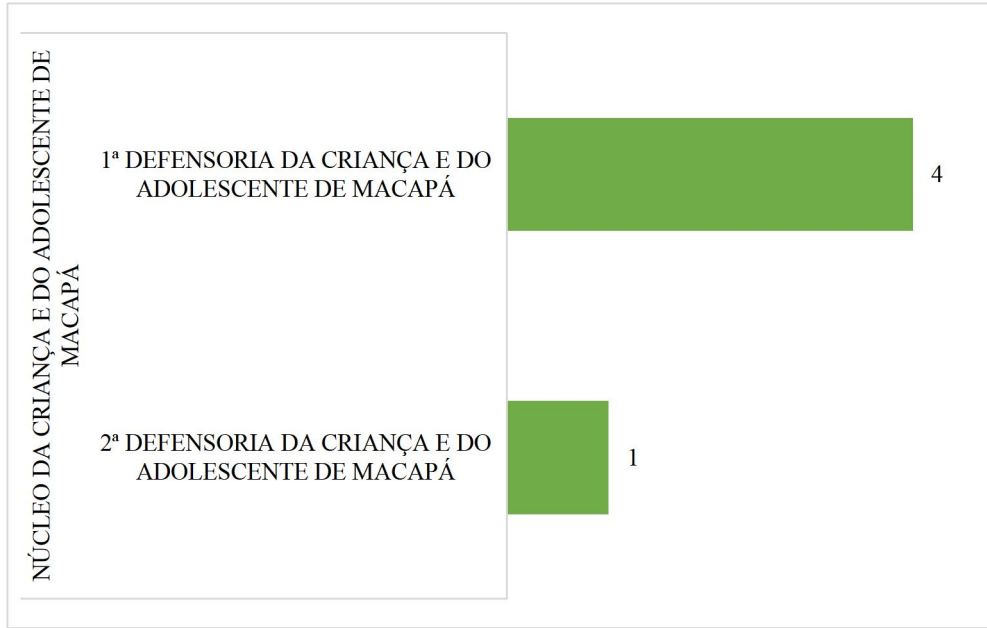 NÚCLEO DA CRIANÇA E DO ADOLESCENTE DE
MACAPÁ
1ª DEFENSORIA DA CRIANÇA E DO
ADOLESCENTE DE MACAPÁ
4
2ª DEFENSORIA DA CRIANÇA E DO
ADOLESCENTE DE MACAPÁ
1